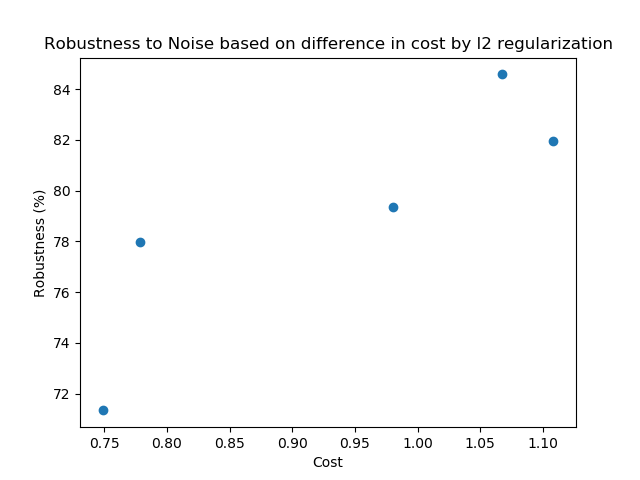 Robustness to Noise based on difference in cost by l2 regularization
84
82
80
78
76
74
72
Robustness (%)
0.75 0.80 0.85 0.90 0.95 1.00 1.05 1.10
Cost